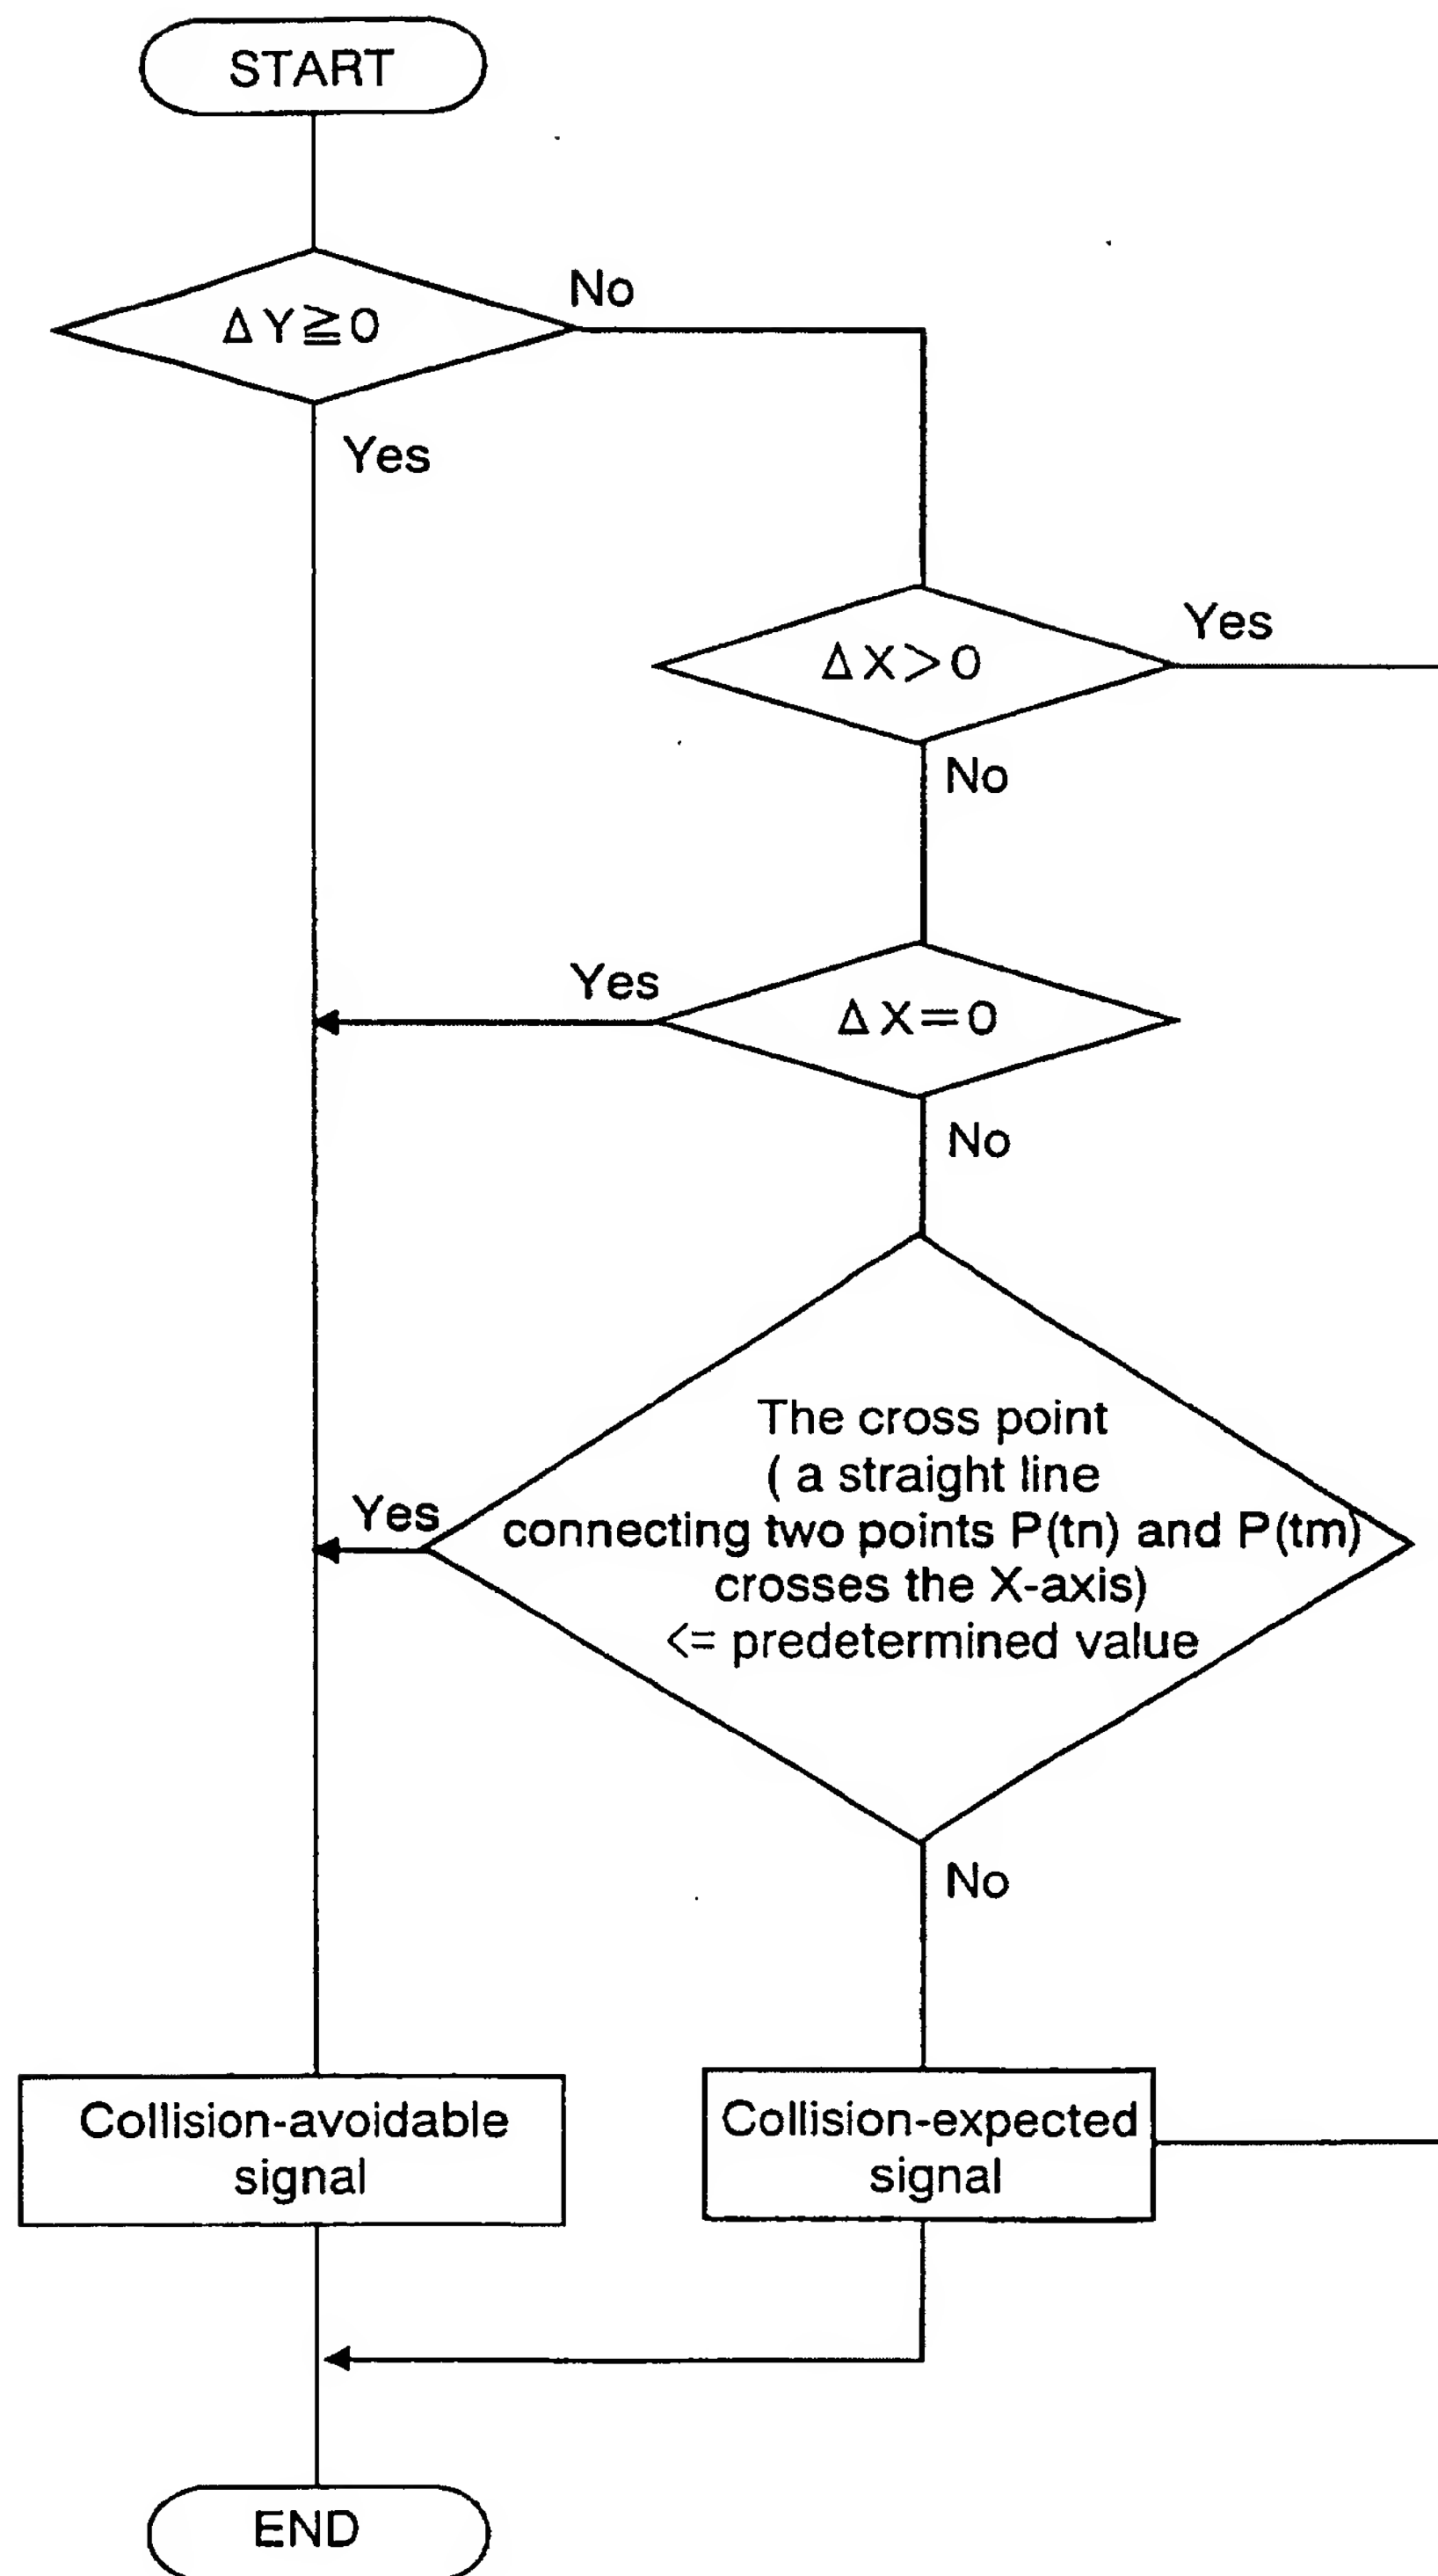 START
ΔY≧0
No
Yes
ΔX>0
Yes
No
ΔX=0
Yes
No
The cross point
( a straight line
connecting two points P(tn) and P(tm)
crosses the X-axis)
<= predetermined value
Yes
No
Collision-avoidable
signal
Collision-expected
signal
END